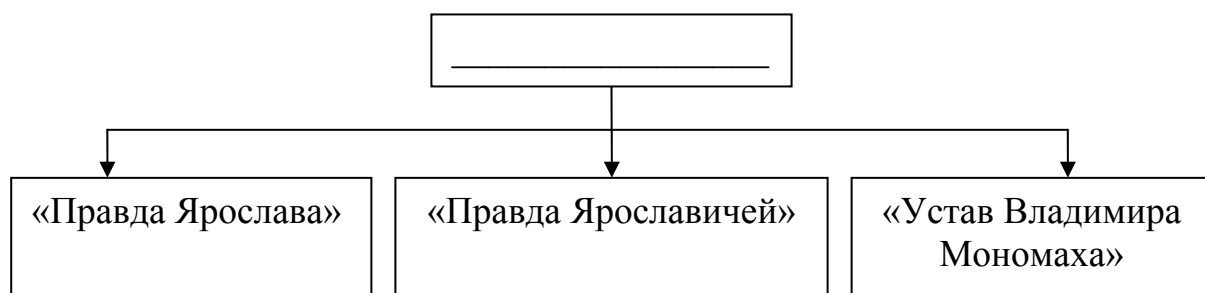 «Правда Ярослава»
«Правда Ярославичей»
«Устав Владимира
Мономаха»